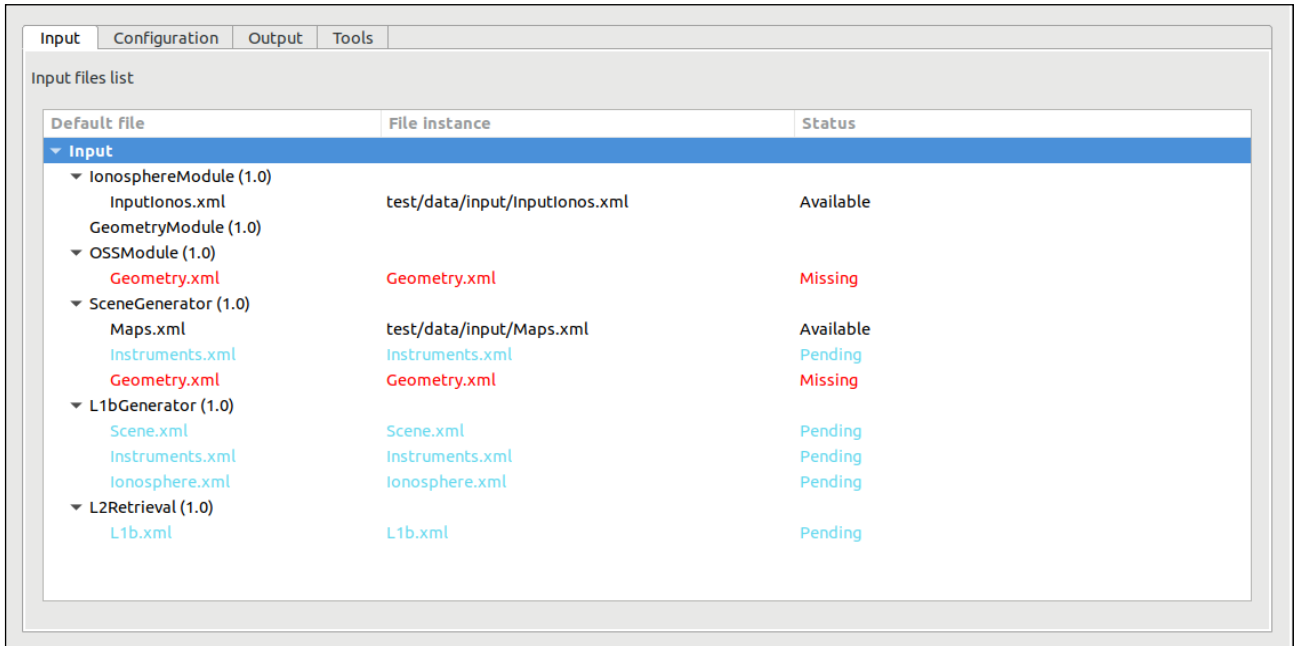 Input Configuration Output Tools
Input files list
Default file File instance Status
Input
IonosphereModule (1.0)
InputIonos.xml test/data/input/InputIonos.xml Available
GeometryModule (1.0)
OSSModule (1.0)
Geometry.xml Geometry.xml Missing
SceneGenerator (1.0)
Maps.xml test/data/input/Maps.xml Available
Instruments.xml Instruments.xml Pending
Geometry.xml Geometry.xml Missing
L1bGenerator (1.0)
Scene.xml Scene.xml Pending
Instruments.xml Instruments.xml Pending
Ionosphere.xml Ionosphere.xml Pending
L2Retrieval (1.0)
L1b.xml L1b.xml Pending